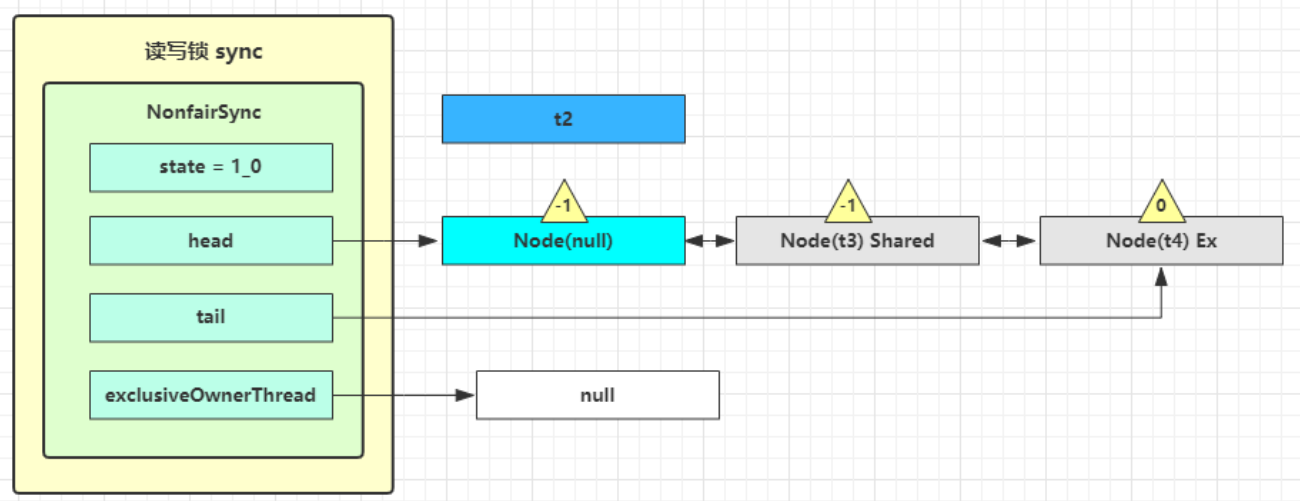 读写锁 sync
NonfairSync
state = 1_0
head
tail
exclusiveOwnerThread
t2
-1
-1
0
Node(null)
Node(t3) Shared
Node(t4) Ex
null